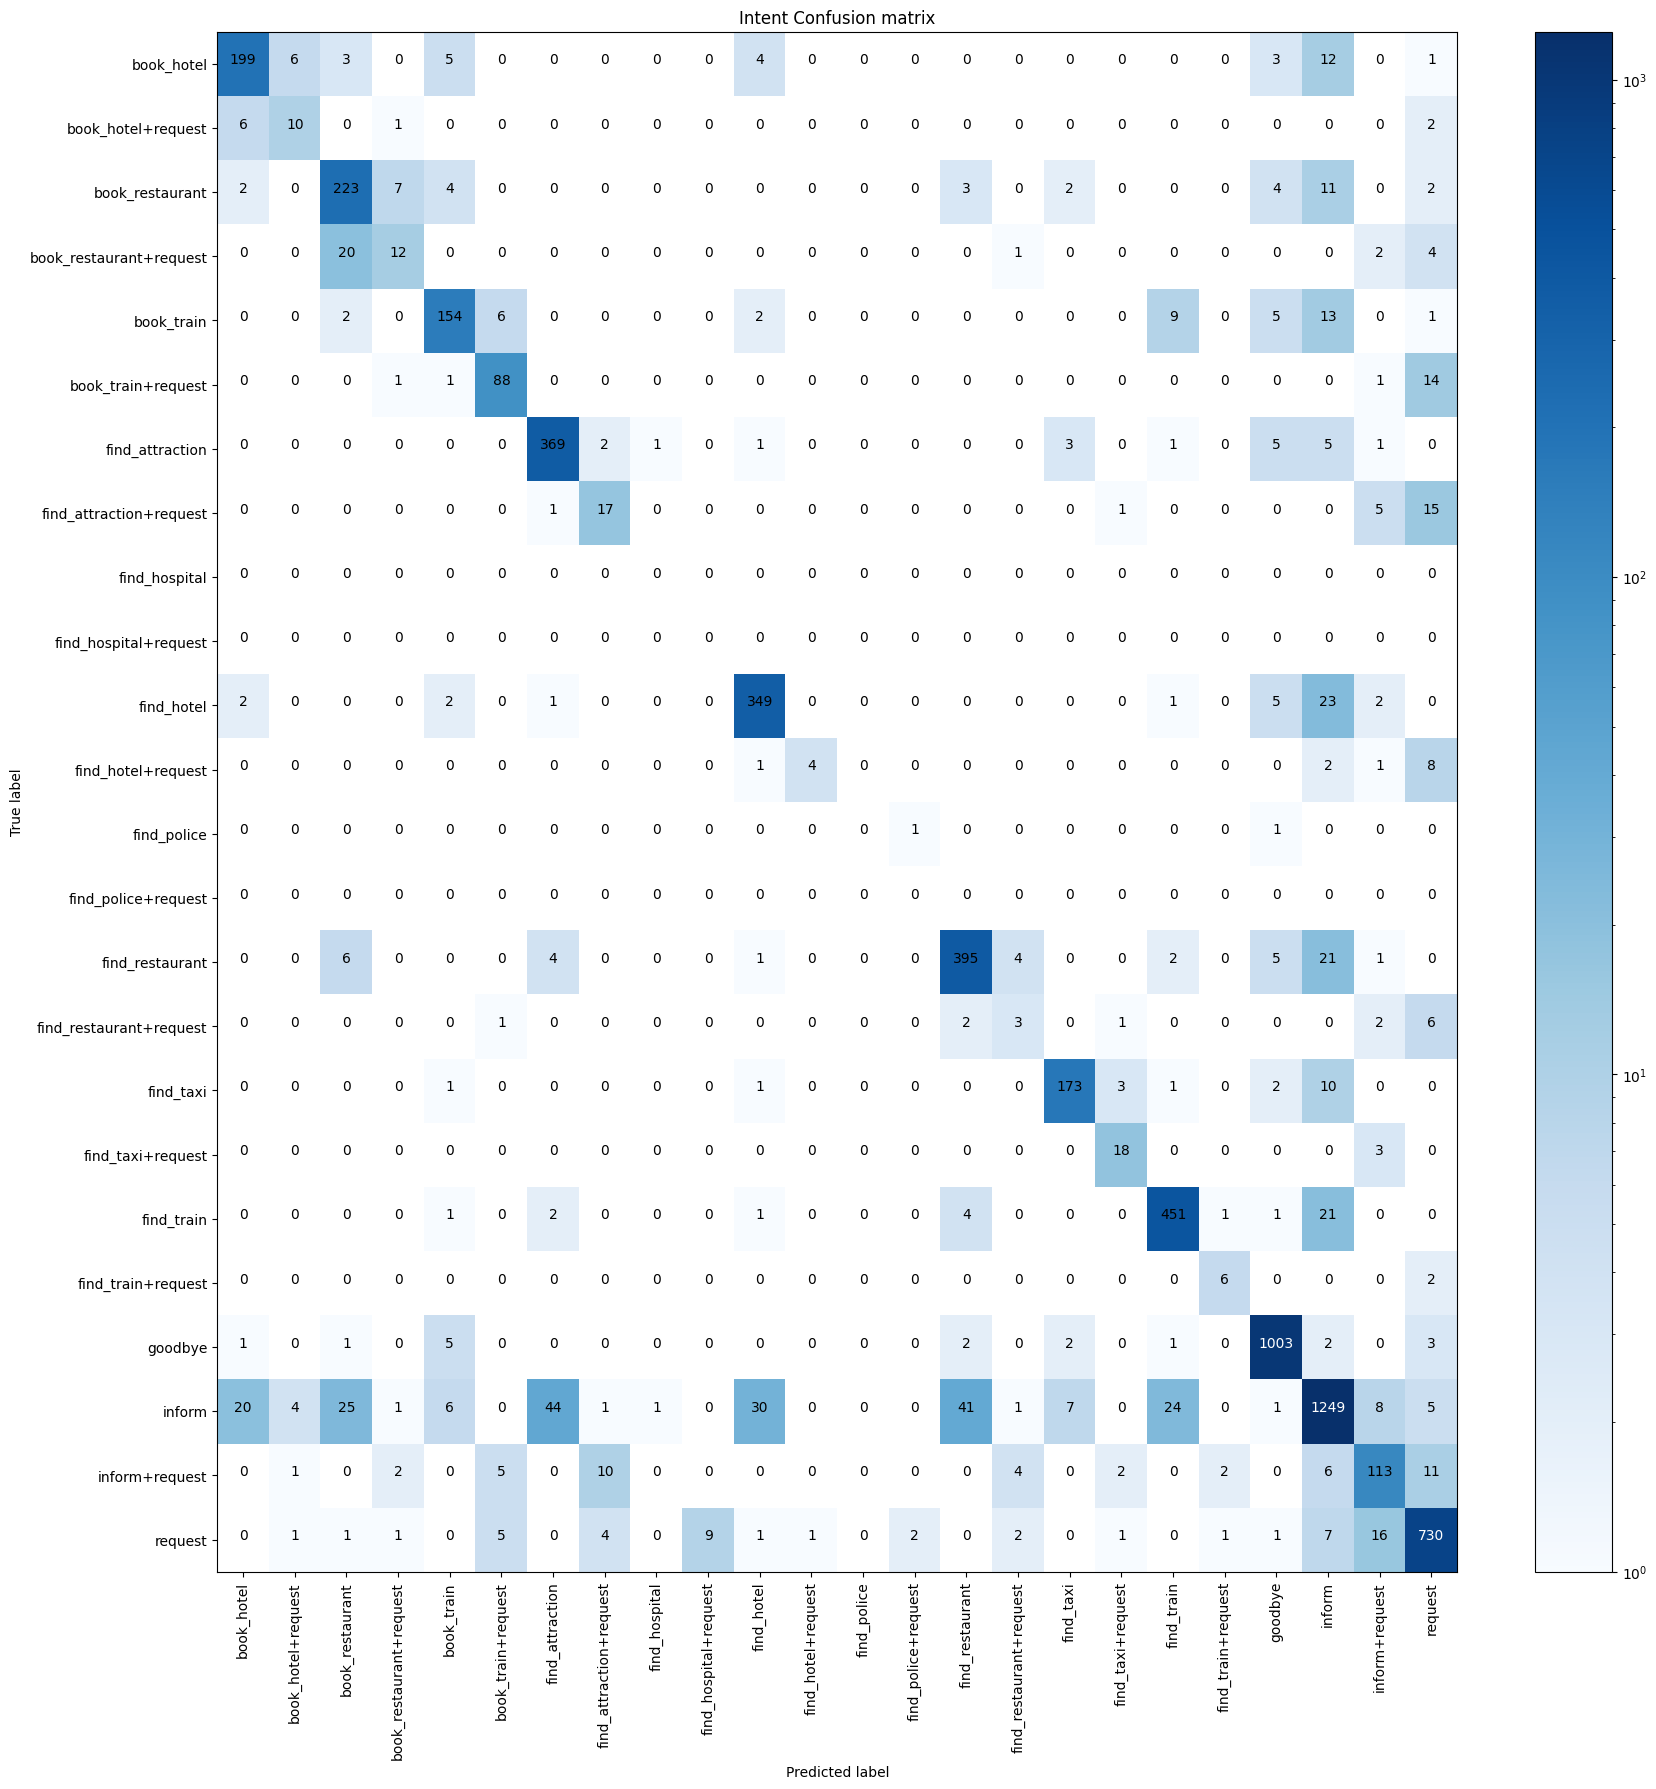 Intent Confusion matrix
book_hotel 199 6 3 0 5 0 0 0 0 0 4 0 0 0 0 0 0 0 0 0 3 12 0 1
book_hotel+request 6 10 0 1 0 0 0 0 0 0 0 0 0 0 0 0 0 0 0 0 0 0 0 2
book_restaurant 2 0 223 7 4 0 0 0 0 0 0 0 0 0 3 0 2 0 0 0 4 11 0 2
book_restaurant+request 0 0 20 12 0 0 0 0 0 0 0 0 0 0 0 1 0 0 0 0 0 0 2 4
book_train 0 0 2 0 154 6 0 0 0 0 2 0 0 0 0 0 0 0 9 0 5 13 0 1
book_train+request 0 0 0 1 1 88 0 0 0 0 0 0 0 0 0 0 0 0 0 0 0 0 1 14
find_attraction 0 0 0 0 0 0 369 2 1 0 1 0 0 0 0 0 3 0 1 0 5 5 1 0
find_attraction+request 0 0 0 0 0 0 1 17 0 0 0 0 0 0 0 0 0 1 0 0 0 0 5 15
find_hospital 0 0 0 0 0 0 0 0 0 0 0 0 0 0 0 0 0 0 0 0 0 0 0 0
find_hospital+request 0 0 0 0 0 0 0 0 0 0 0 0 0 0 0 0 0 0 0 0 0 0 0 0
find_hotel 2 0 0 0 2 0 1 0 0 0 349 0 0 0 0 0 0 0 1 0 5 23 2 0
find_hotel+request 0 0 0 0 0 0 0 0 0 0 1 4 0 0 0 0 0 0 0 0 0 2 1 8
find_police 0 0 0 0 0 0 0 0 0 0 0 0 0 1 0 0 0 0 0 0 1 0 0 0
find_police+request 0 0 0 0 0 0 0 0 0 0 0 0 0 0 0 0 0 0 0 0 0 0 0 0
find_restaurant 0 0 6 0 0 0 4 0 0 0 1 0 0 0 395 4 0 0 2 0 5 21 1 0
find_restaurant+request 0 0 0 0 0 1 0 0 0 0 0 0 0 0 2 3 0 1 0 0 0 0 2 6
find_taxi 0 0 0 0 1 0 0 0 0 0 1 0 0 0 0 0 173 3 1 0 2 10 0 0
find_taxi+request 0 0 0 0 0 0 0 0 0 0 0 0 0 0 0 0 0 18 0 0 0 0 3 0
find_train 0 0 0 0 1 0 2 0 0 0 1 0 0 0 4 0 0 0 451 1 1 21 0 0
find_train+request 0 0 0 0 0 0 0 0 0 0 0 0 0 0 0 0 0 0 0 6 0 0 0 2
goodbye 1 0 1 0 5 0 0 0 0 0 0 0 0 0 2 0 2 0 1 0 1003 2 0 3
inform 20 4 25 1 6 0 44 1 1 0 30 0 0 0 41 1 7 0 24 0 1 1249 8 5
inform+request 0 1 0 2 0 5 0 10 0 0 0 0 0 0 0 4 0 2 0 2 0 6 113 11
request 0 1 1 1 0 5 0 4 0 9 1 1 0 2 0 2 0 1 0 1 1 7 16 730
book_hotel
book_hotel+request
book_restaurant
book_restaurant+request
book_train
book_train+request
find_attraction
find_attraction+request
find_hospital
find_hospital+request
find_hotel
find_hotel+request
find_police
find_police+request
find_restaurant
find_restaurant+request
find_taxi
find_taxi+request
find_train
find_train+request
goodbye
inform
inform+request
request
True label
Predicted label
10³
10²
10¹
10⁰